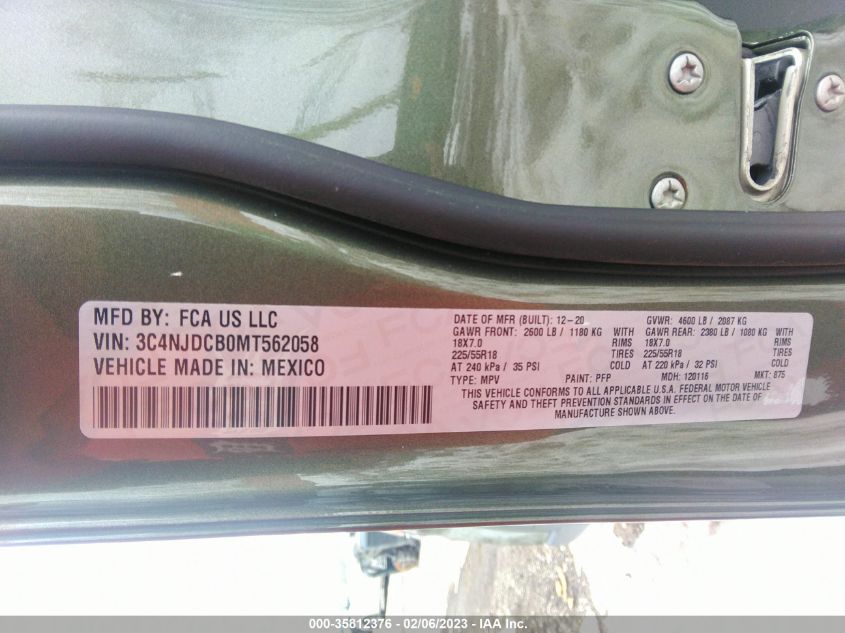 MFD BY: FCA US LLC
VIN: 3C4NJDCB0MT562058
VEHICLE MADE IN: MEXICO
DATE OF MFR (BUILT): 12-20 GVWR: 4600 LB / 2087 KG
GAWR FRONT: 2600 LB / 1180 KG GAWR REAR: 2380 LB / 1080 KG
18X7.0 RIMS 18X7.0 RIMS
225/55R18 TIRES 225/55R18 TIRES
AT 240 kPa / 35 PSI COLD AT 220 kPa / 32 PSI COLD
TYPE: MPV PAINT: PFP MDH: 120116 MKT: 875
THIS VEHICLE CONFORMS TO ALL APPLICABLE U.S.A. FEDERAL MOTOR VEHICLE
SAFETY AND THEFT PREVENTION STANDARDS IN EFFECT ON THE DATE OF
MANUFACTURE SHOWN ABOVE.
000-35812376 - 02/06/2023 - IAA Inc.